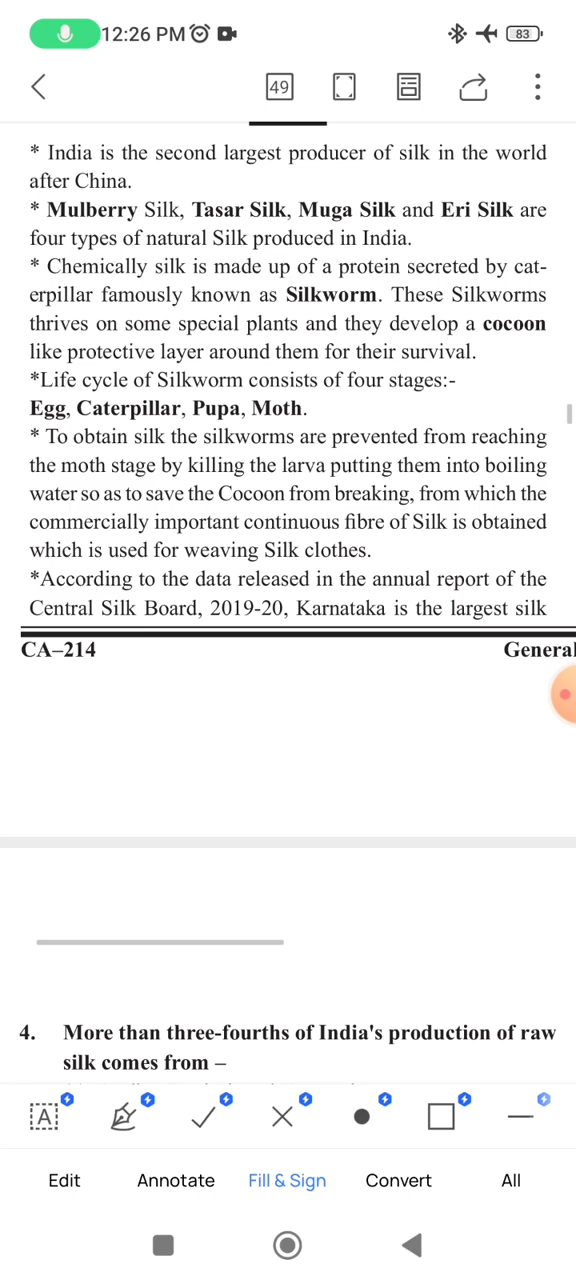 12:26 PM
83
49
* India is the second largest producer of silk in the world
after China.
* Mulberry Silk, Tasar Silk, Muga Silk and Eri Silk are
four types of natural Silk produced in India.
* Chemically silk is made up of a protein secreted by cat-
erpillar famously known as Silkworm. These Silkworms
thrives on some special plants and they develop a cocoon
like protective layer around them for their survival.
*Life cycle of Silkworm consists of four stages:-
Egg, Caterpillar, Pupa, Moth.
* To obtain silk the silkworms are prevented from reaching
the moth stage by killing the larva putting them into boiling
water so as to save the Cocoon from breaking, from which the
commercially important continuous fibre of Silk is obtained
which is used for weaving Silk clothes.
*According to the data released in the annual report of the
Central Silk Board, 2019-20, Karnataka is the largest silk
CA–214 General
4. More than three-fourths of India's production of raw
silk comes from –
A
Edit Annotate Fill & Sign Convert All